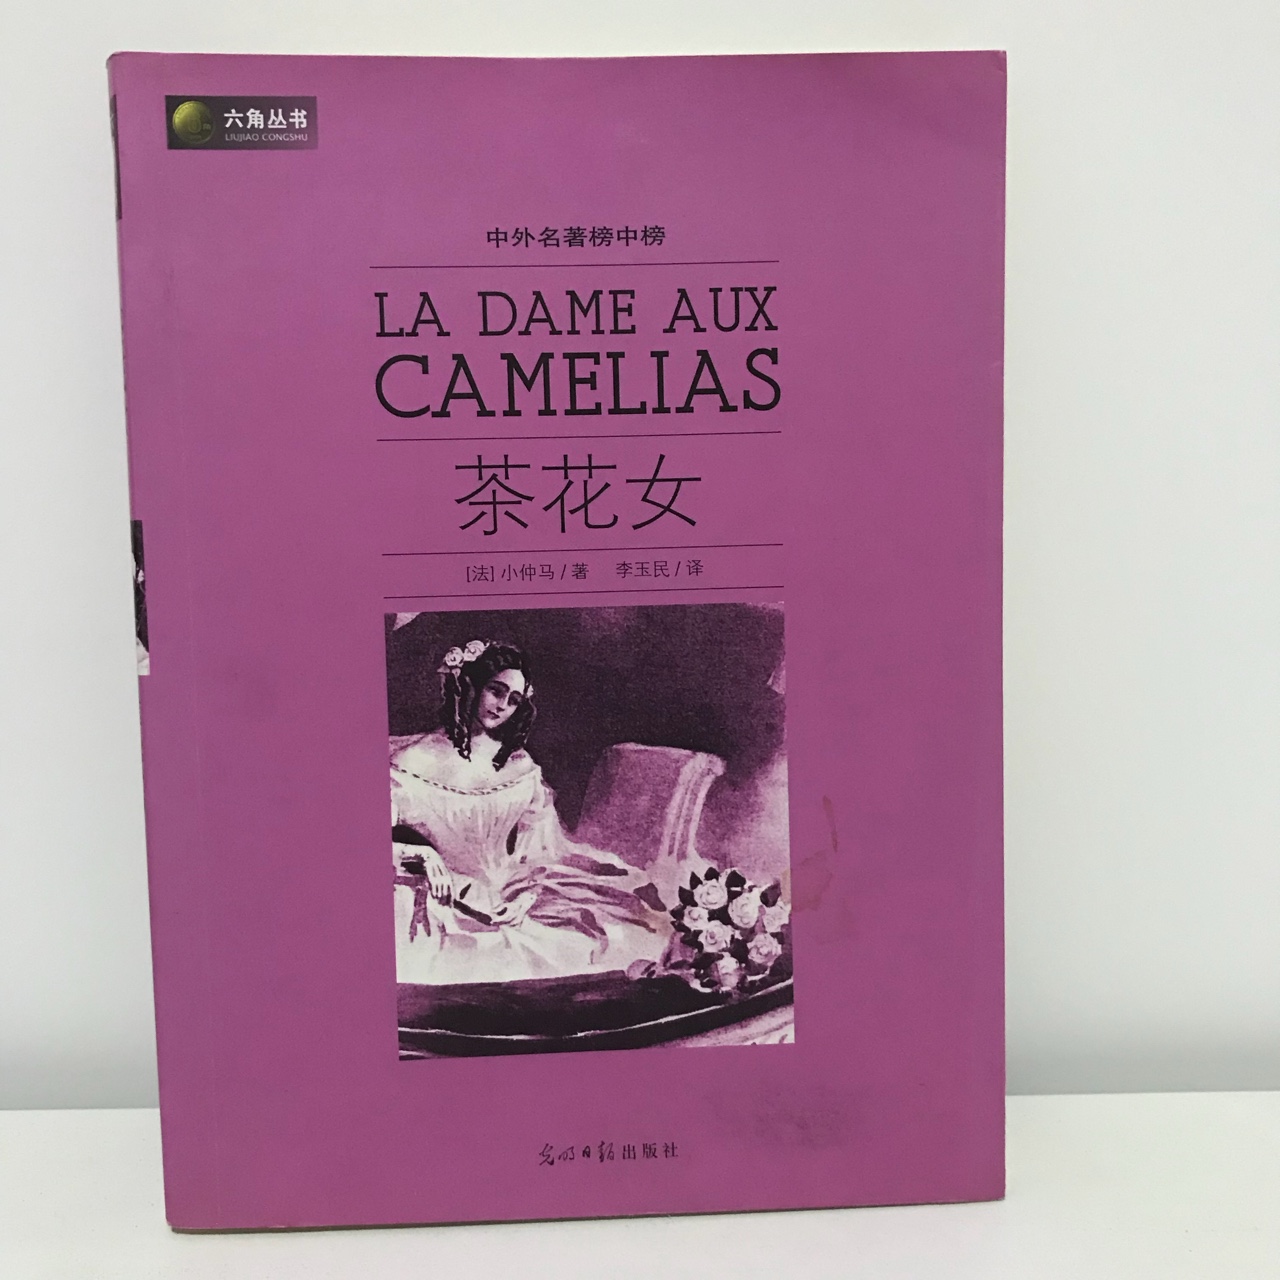 六角丛书
LIUJIAO CONGSHU
中外名著榜中榜
LA DAME AUX
CAMELIAS
茶花女
[法] 小仲马 / 著 李玉民 / 译
光明日报出版社